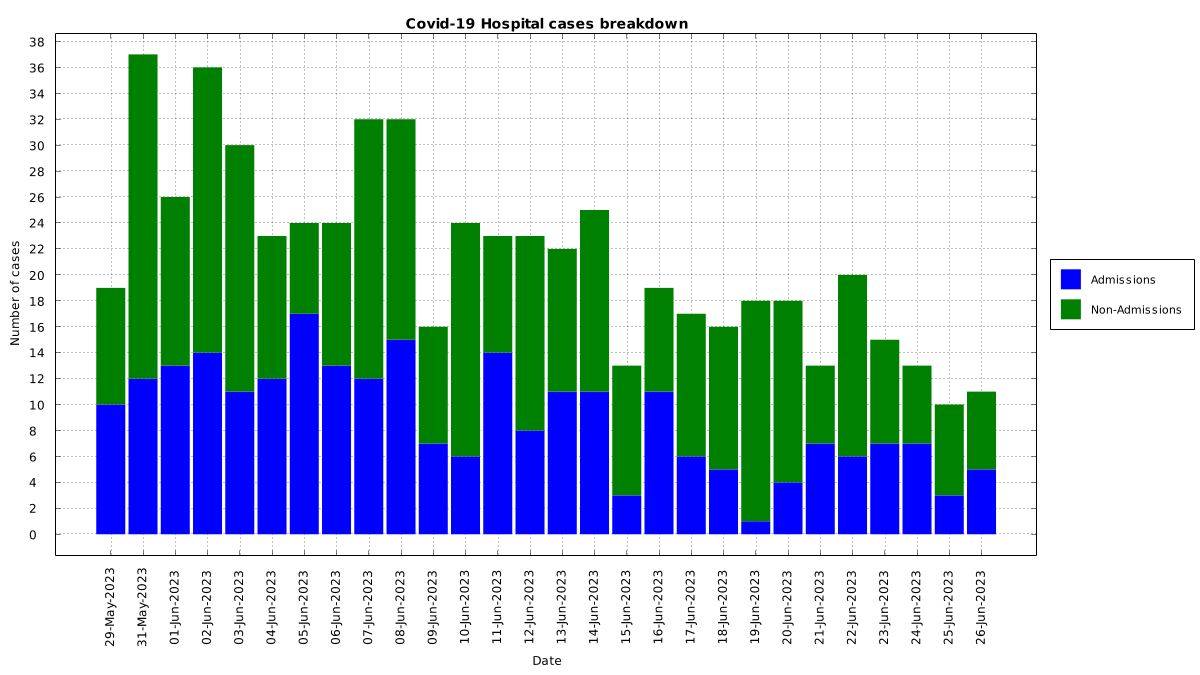 Covid-19 Hospital cases breakdown
38
36
34
32
30
28
26
24
22
20
18
16
14
12
10
8
6
4
2
0
Number of cases
Admissions
Non-Admissions
29-May-2023
31-May-2023
01-Jun-2023
02-Jun-2023
03-Jun-2023
04-Jun-2023
05-Jun-2023
06-Jun-2023
07-Jun-2023
08-Jun-2023
09-Jun-2023
10-Jun-2023
11-Jun-2023
12-Jun-2023
13-Jun-2023
14-Jun-2023
15-Jun-2023
16-Jun-2023
17-Jun-2023
18-Jun-2023
19-Jun-2023
20-Jun-2023
21-Jun-2023
22-Jun-2023
23-Jun-2023
24-Jun-2023
25-Jun-2023
26-Jun-2023
Date